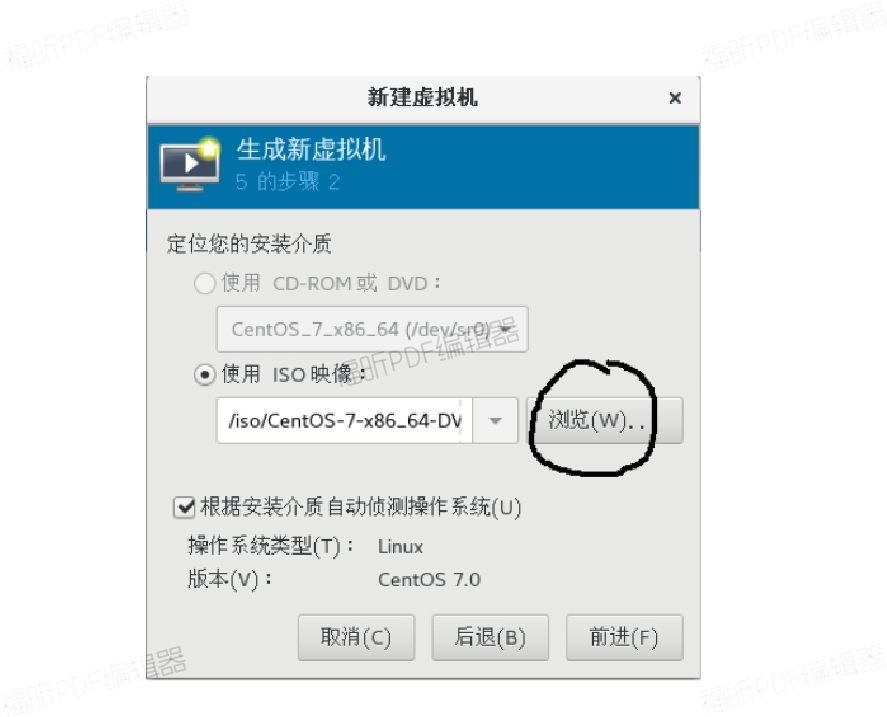 福昕PDF编辑器
福昕PDF编辑器
新建虚拟机
生成新虚拟机
5 的步骤 2
定位您的安装介质
使用 CD-ROM 或 DVD：
CentOS_7_x86_64 (/dev/sr0)
福昕PDF编辑器
使用 ISO 映像：
/iso/CentOS-7-x86_64-DV
浏览(W)..
根据安装介质自动侦测操作系统(U)
操作系统类型(T)： Linux
版本(V)： CentOS 7.0
取消(C) 后退(B) 前进(F)
福昕PDF编辑器
福昕PDF编辑器